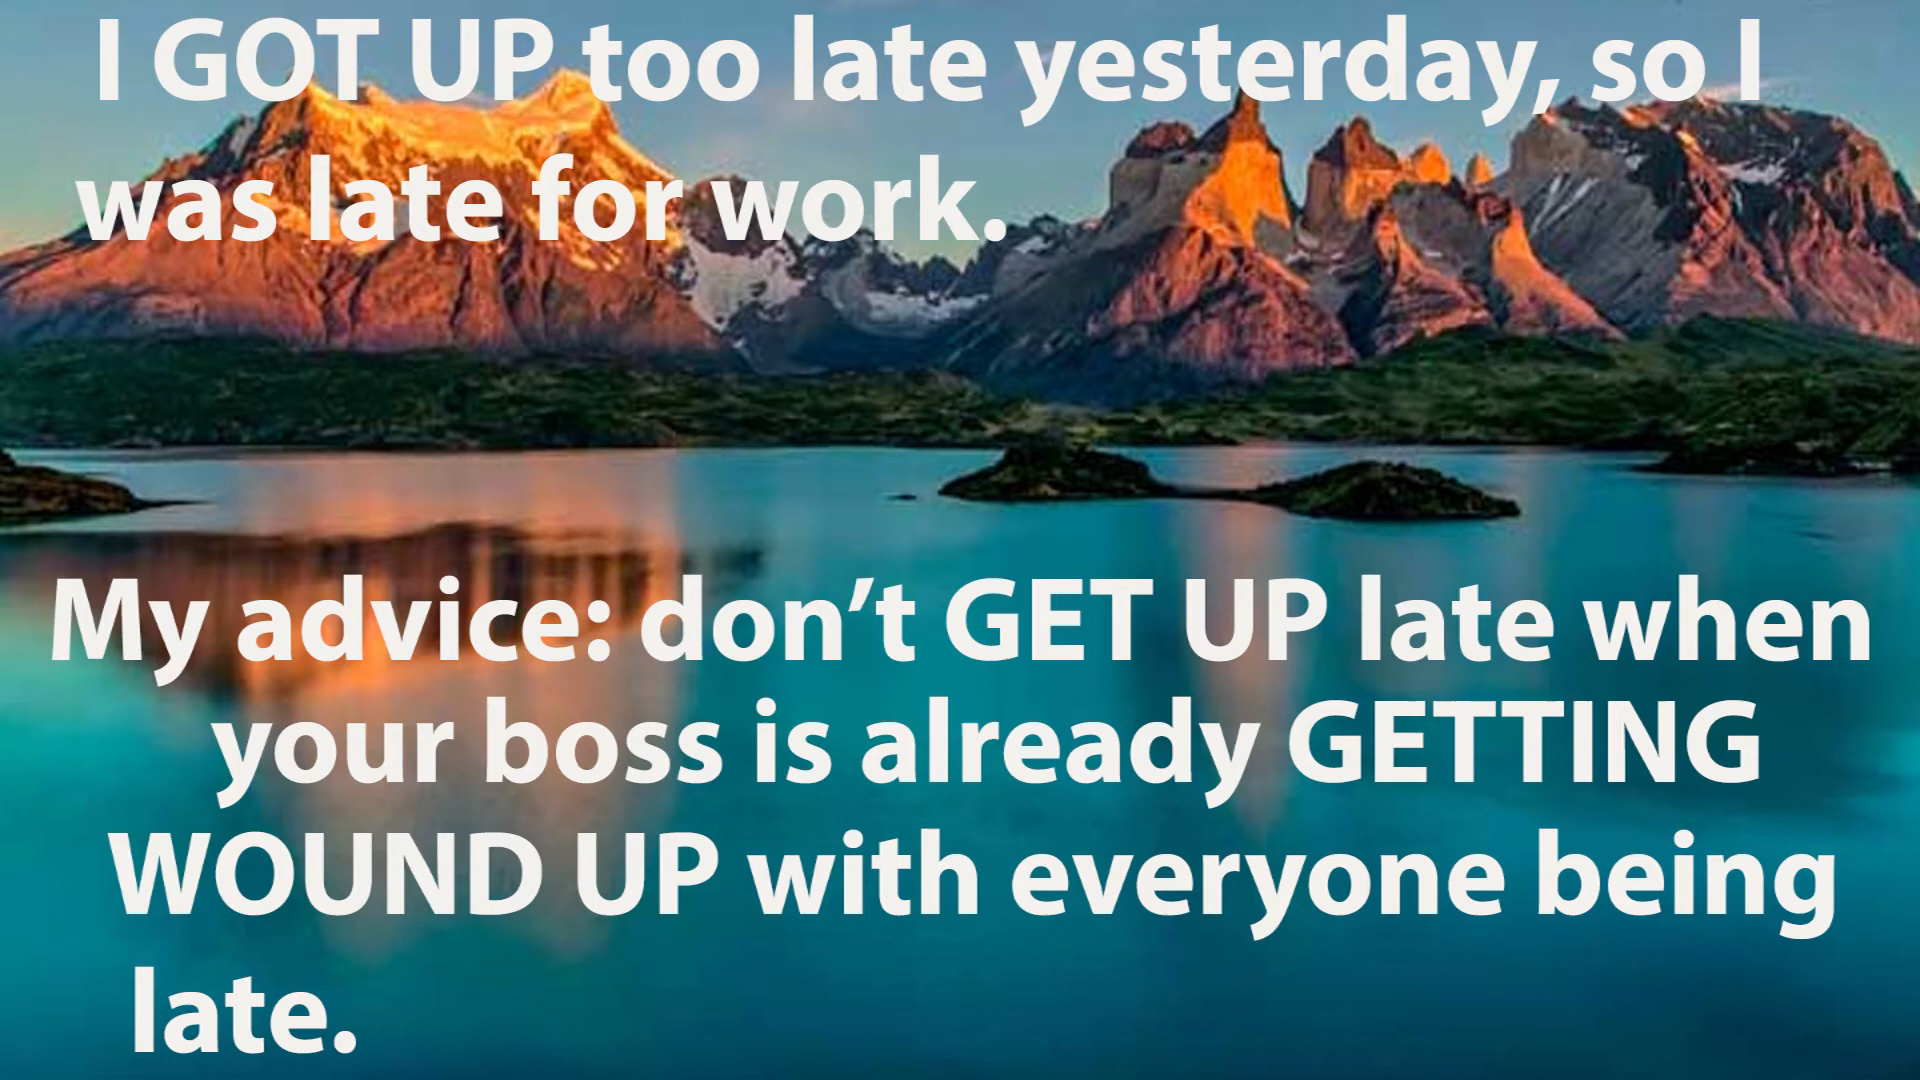 I GOT UP too late yesterday, so I
was late for work.
My advice: don’t GET UP late when
your boss is already GETTING
WOUND UP with everyone being
late.